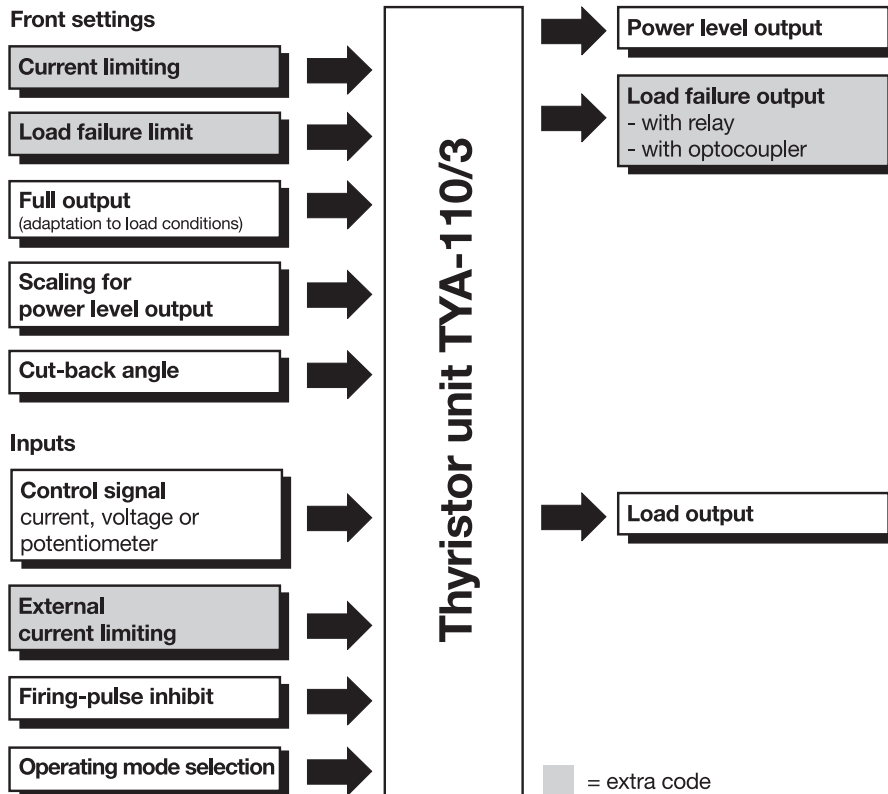 Front settings
Current limiting
Load failure limit
Full output
(adaptation to load conditions)
Scaling for
power level output
Cut-back angle
Inputs
Control signal
current, voltage or
potentiometer
External
current limiting
Firing-pulse inhibit
Operating mode selection
Thyristor unit TYA-110/3
Power level output
Load failure output
- with relay
- with optocoupler
Load output
= extra code